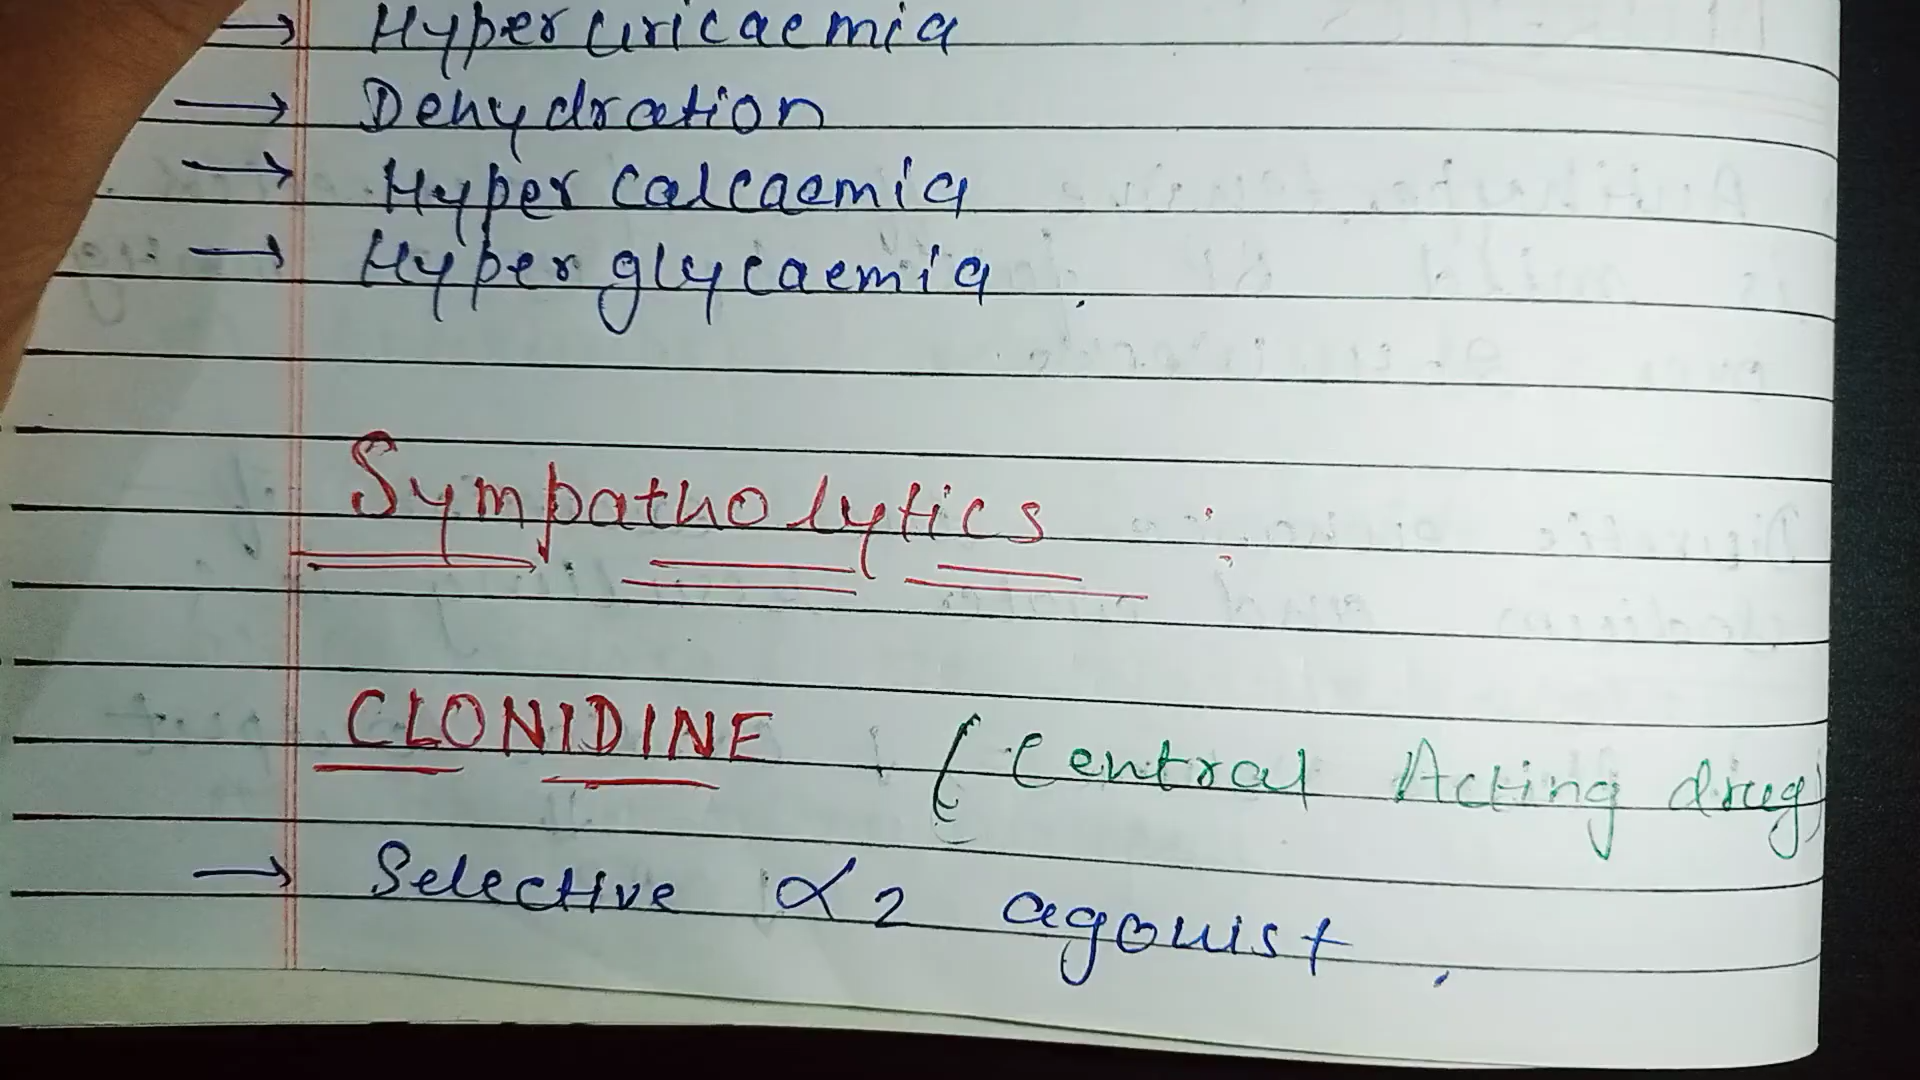 → Hyperuricaemia
→ Dehydration
→ Hypercalcaemia
→ Hyperglycaemia.
Sympatholytics :
CLONIDINE (Central Acting drug)
→ Selective α2 agonist.